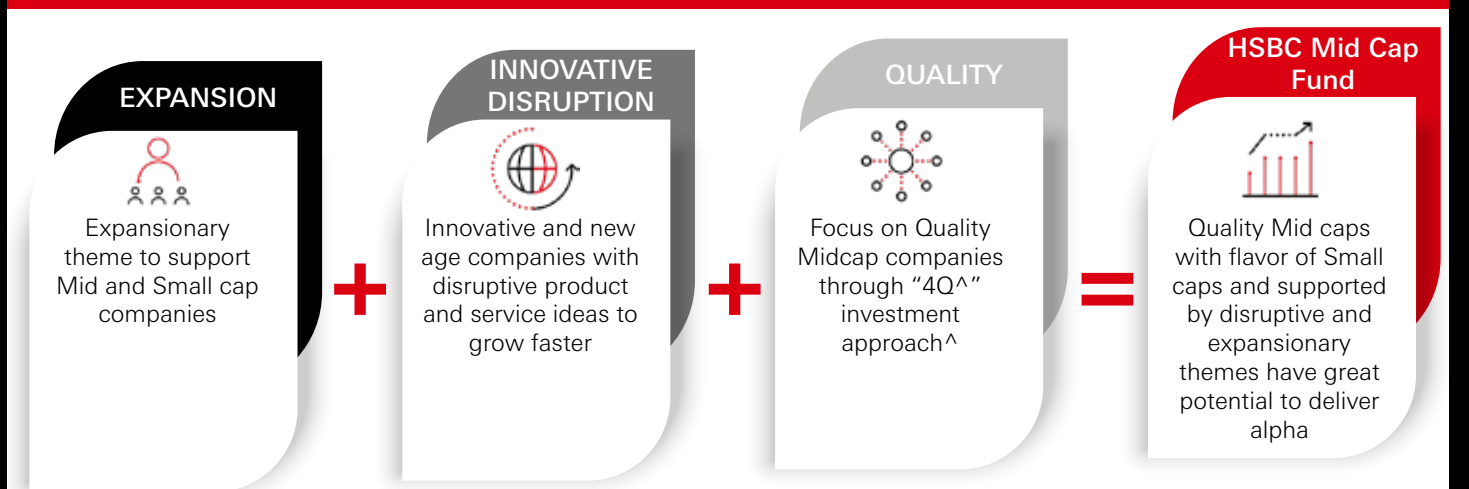 EXPANSION
Expansionary
theme to support
Mid and Small cap
companies
+
INNOVATIVE
DISRUPTION
Innovative and new
age companies with
disruptive product
and service ideas to
grow faster
+
QUALITY
Focus on Quality
Midcap companies
through “4Q^”
investment
approach^
=
HSBC Mid Cap
Fund
Quality Mid caps
with flavor of Small
caps and supported
by disruptive and
expansionary
themes have great
potential to deliver
alpha